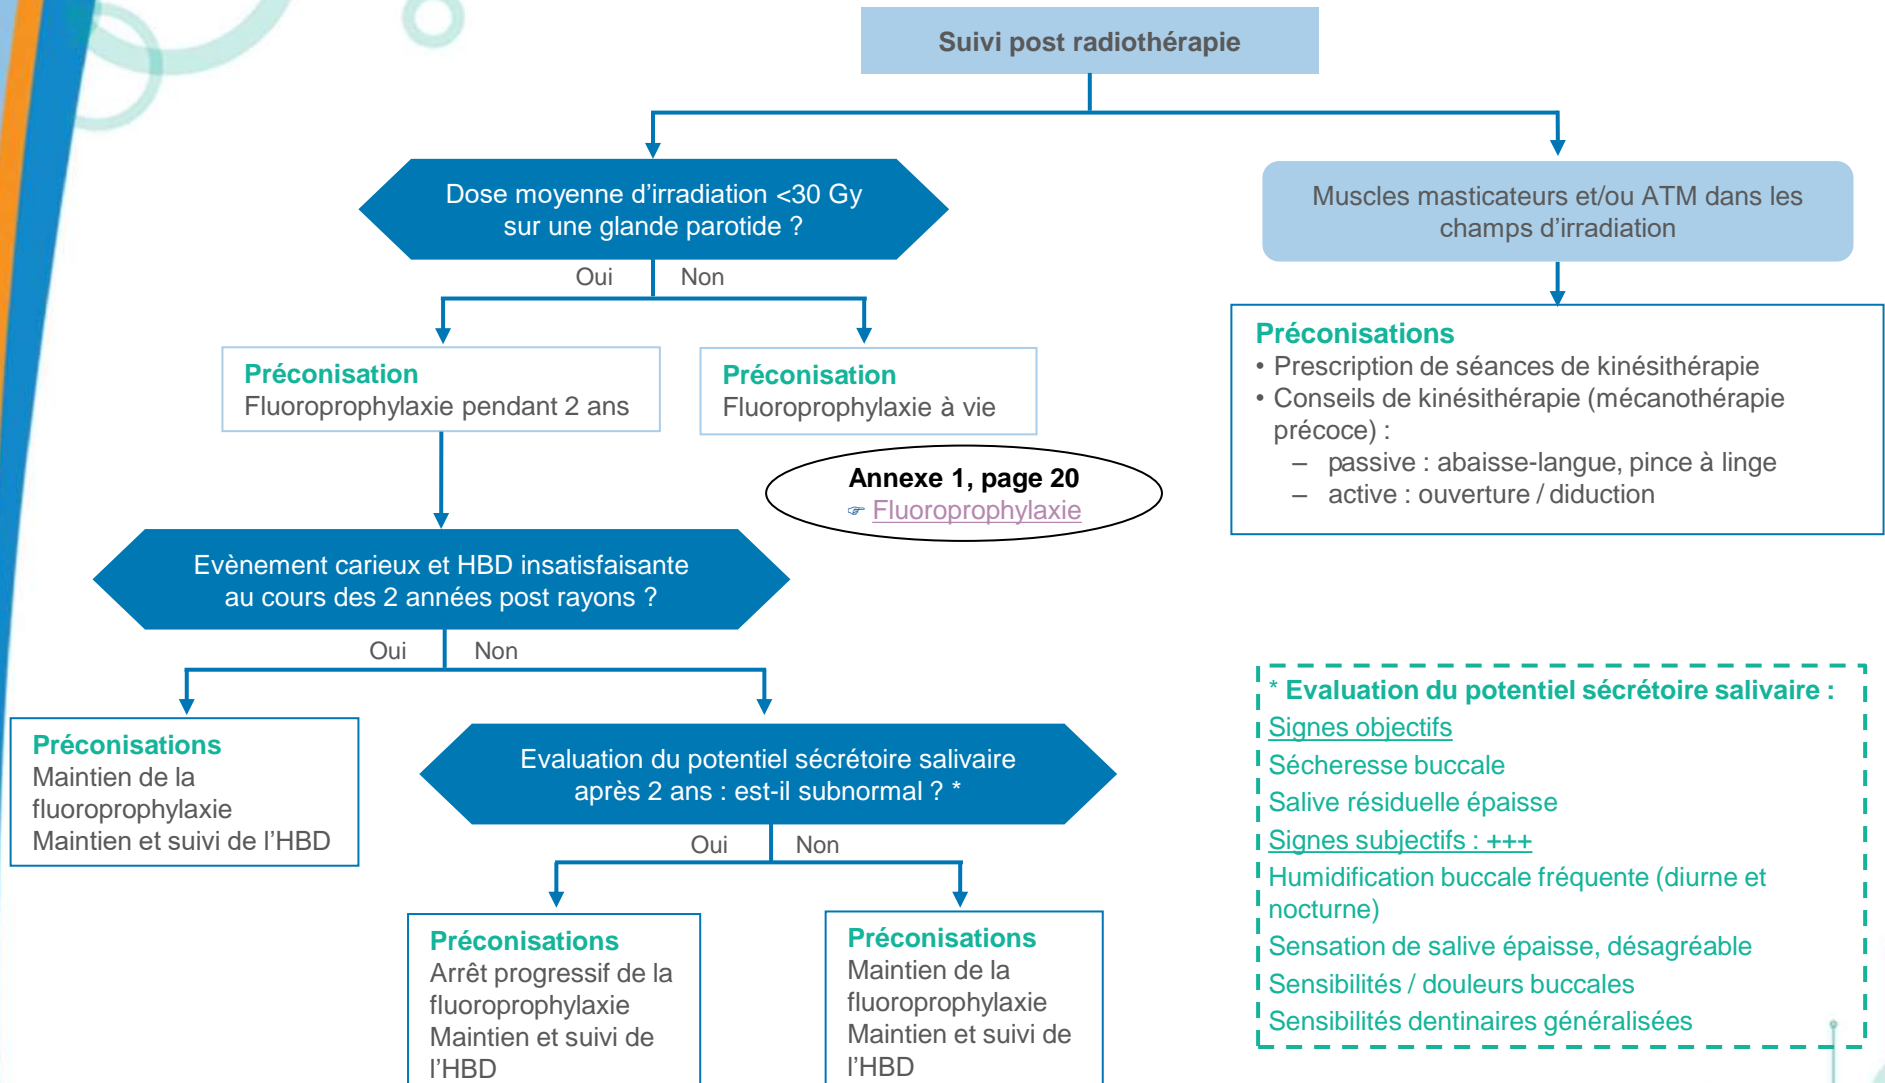 Suivi post radiothérapie
Dose moyenne d'irradiation <30 Gy
sur une glande parotide ?
Oui
Non
Muscles masticateurs et/ou ATM dans les
champs d'irradiation
Préconisation
Fluoroprophylaxie pendant 2 ans
Préconisation
Fluoroprophylaxie à vie
Préconisations
• Prescription de séances de kinésithérapie
• Conseils de kinésithérapie (mécanothérapie
précoce) :
– passive : abaisse-langue, pince à linge
– active : ouverture / diduction
Annexe 1, page 20
☞ Fluoroprophylaxie
Evènement carieux et HBD insatisfaisante
au cours des 2 années post rayons ?
Oui
Non
Préconisations
Maintien de la
fluoroprophylaxie
Maintien et suivi de l'HBD
Evaluation du potentiel sécrétoire salivaire
après 2 ans : est-il subnormal ? *
Oui
Non
Préconisations
Arrêt progressif de la
fluoroprophylaxie
Maintien et suivi de
l'HBD
Préconisations
Maintien de la
fluoroprophylaxie
Maintien et suivi de
l'HBD
* Evaluation du potentiel sécrétoire salivaire :
Signes objectifs
Sécheresse buccale
Salive résiduelle épaisse
Signes subjectifs : +++
Humidification buccale fréquente (diurne et
nocturne)
Sensation de salive épaisse, désagréable
Sensibilités / douleurs buccales
Sensibilités dentinaires généralisées